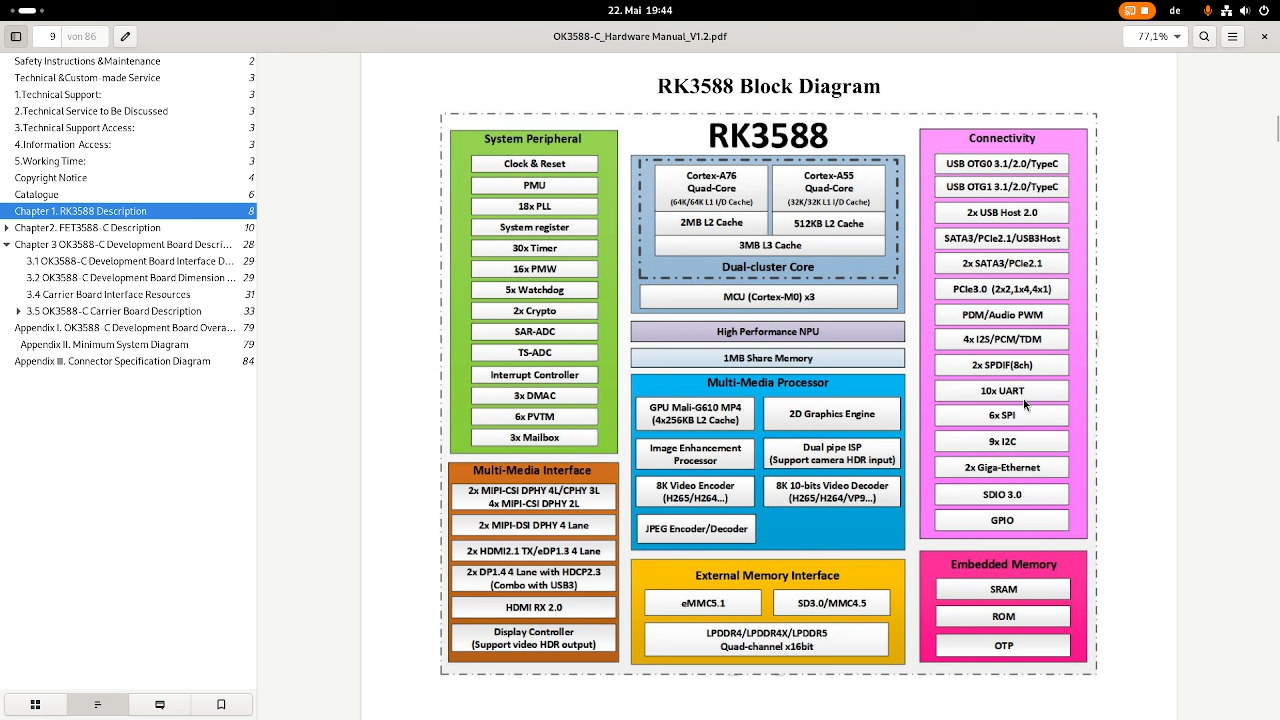 22. Mai 19:44
de
9
von 86
OK3588-C_Hardware Manual_V1.2.pdf
77,1%
Safety Instructions &Maintenance 2
Technical &Custom-made Service 3
1.Technical Support: 3
2.Technical Service to Be Discussed 3
3.Technical Support Access: 3
4.Information Access: 3
5.Working Time: 3
Copyright Notice 4
Catalogue 6
Chapter 1. RK3588 Description 8
Chapter2. FET3588-C Description 10
Chapter 3 OK3588-C Development Board Descri... 28
3.1 OK3588-C Development Board Interface D... 29
3.2 OK3588-C Development Board Dimension ... 29
3.4 Carrier Board Interface Resources 31
3.5 OK3588-C Carrier Board Description 33
Appendix I. OK3588-C Development Board Overa... 79
Appendix II. Minimum System Diagram 79
Appendix Ⅲ. Connector Specification Diagram 84
RK3588 Block Diagram
RK3588
System Peripheral
Clock & Reset
PMU
18x PLL
System register
30x Timer
16x PMW
5x Watchdog
2x Crypto
SAR-ADC
TS-ADC
Interrupt Controller
3x DMAC
6x PVTM
3x Mailbox
Multi-Media Interface
2x MIPI-CSI DPHY 4L/CPHY 3L
4x MIPI-CSI DPHY 2L
2x MIPI-DSI DPHY 4 Lane
2x HDMI2.1 TX/eDP1.3 4 Lane
2x DP1.4 4 Lane with HDCP2.3
(Combo with USB3)
HDMI RX 2.0
Display Controller
(Support video HDR output)
Cortex-A76
Quad-Core
(64K/64K L1 I/D Cache)
2MB L2 Cache
Cortex-A55
Quad-Core
(32K/32K L1 I/D Cache)
512KB L2 Cache
3MB L3 Cache
Dual-cluster Core
MCU (Cortex-M0) x3
High Performance NPU
1MB Share Memory
Multi-Media Processor
GPU Mali-G610 MP4
(4x256KB L2 Cache)
2D Graphics Engine
Image Enhancement
Processor
Dual pipe ISP
(Support camera HDR input)
8K Video Encoder
(H265/H264...)
8K 10-bits Video Decoder
(H265/H264/VP9...)
JPEG Encoder/Decoder
External Memory Interface
eMMC5.1
SD3.0/MMC4.5
LPDDR4/LPDDR4X/LPDDR5
Quad-channel x16bit
Connectivity
USB OTG0 3.1/2.0/TypeC
USB OTG1 3.1/2.0/TypeC
2x USB Host 2.0
SATA3/PCIe2.1/USB3Host
2x SATA3/PCIe2.1
PCIe3.0 (2x2,1x4,4x1)
PDM/Audio PWM
4x I2S/PCM/TDM
2x SPDIF(8ch)
10x UART
6x SPI
9x I2C
2x Giga-Ethernet
SDIO 3.0
GPIO
Embedded Memory
SRAM
ROM
OTP